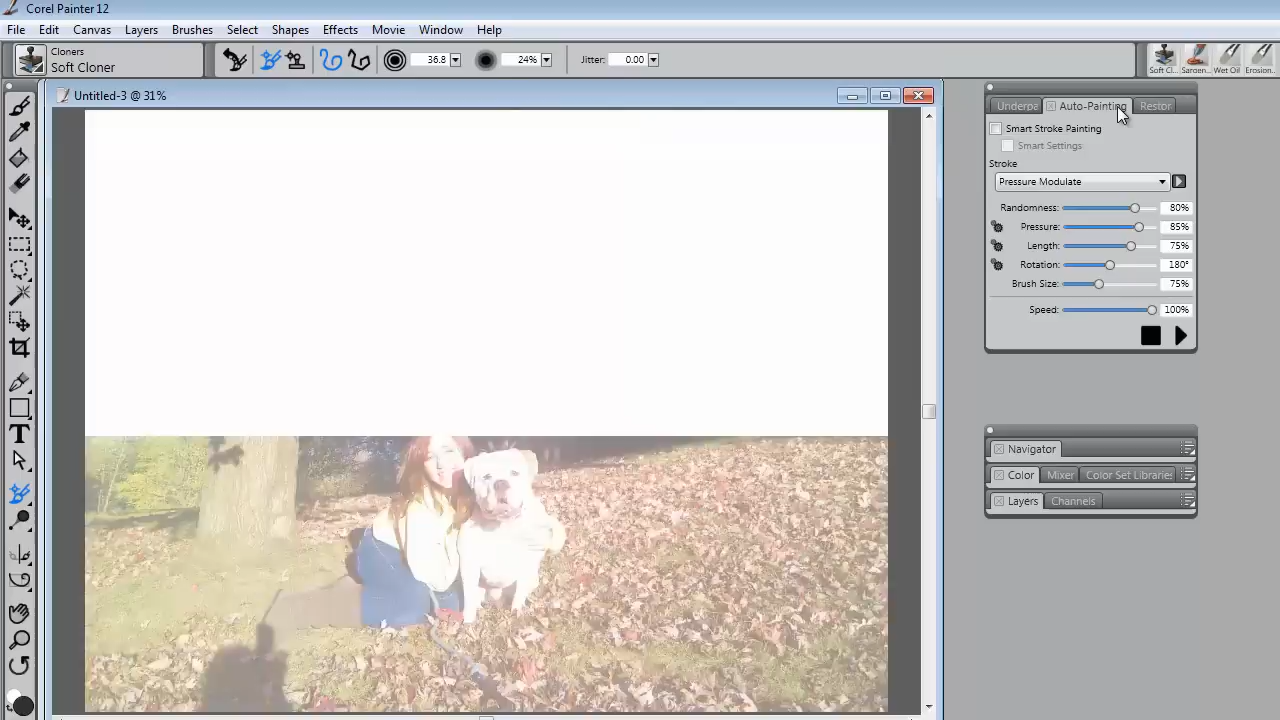 Corel Painter 12
File Edit Canvas Layers Brushes Select Shapes Effects Movie Window Help
Cloners
Soft Cloner
36.8 24% Jitter: 0.00
Soft Cl... Sargen... Wet Oil Erosion...
Untitled-3 @ 31%
Underpa Auto-Painting Restor
Smart Stroke Painting
Smart Settings
Stroke
Pressure Modulate
Randomness: 80%
Pressure: 85%
Length: 75%
Rotation: 180°
Brush Size: 75%
Speed: 100%
Navigator
Color Mixer Color Set Libraries
Layers Channels